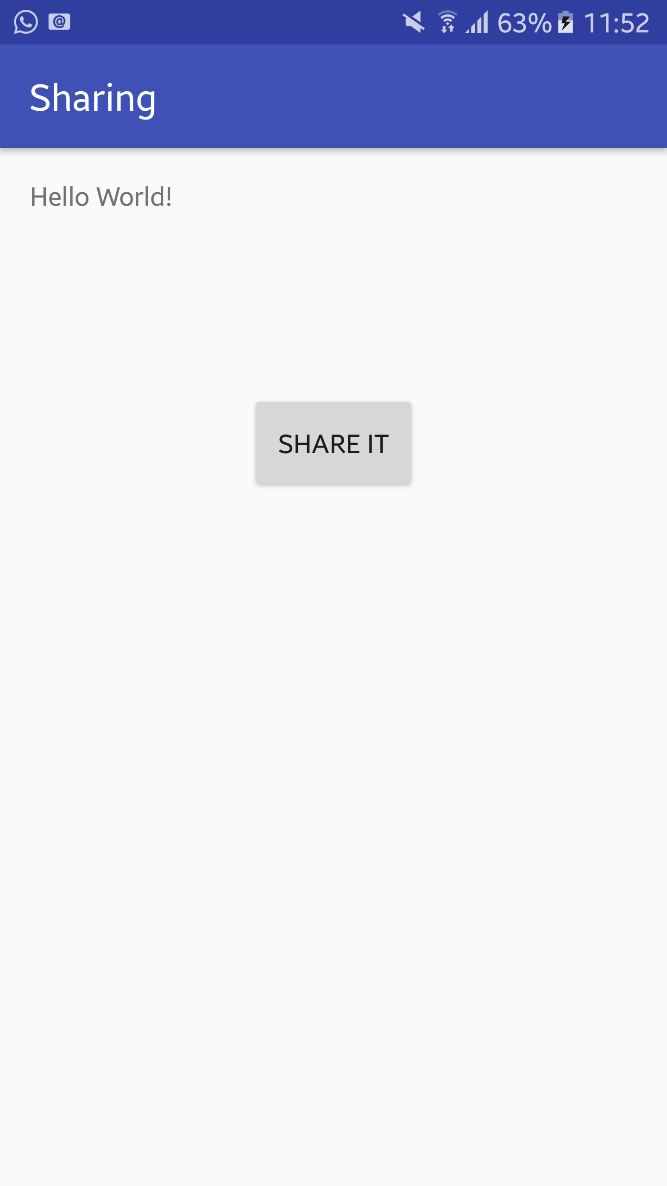 63% 11:52
Sharing
Hello World!
SHARE IT